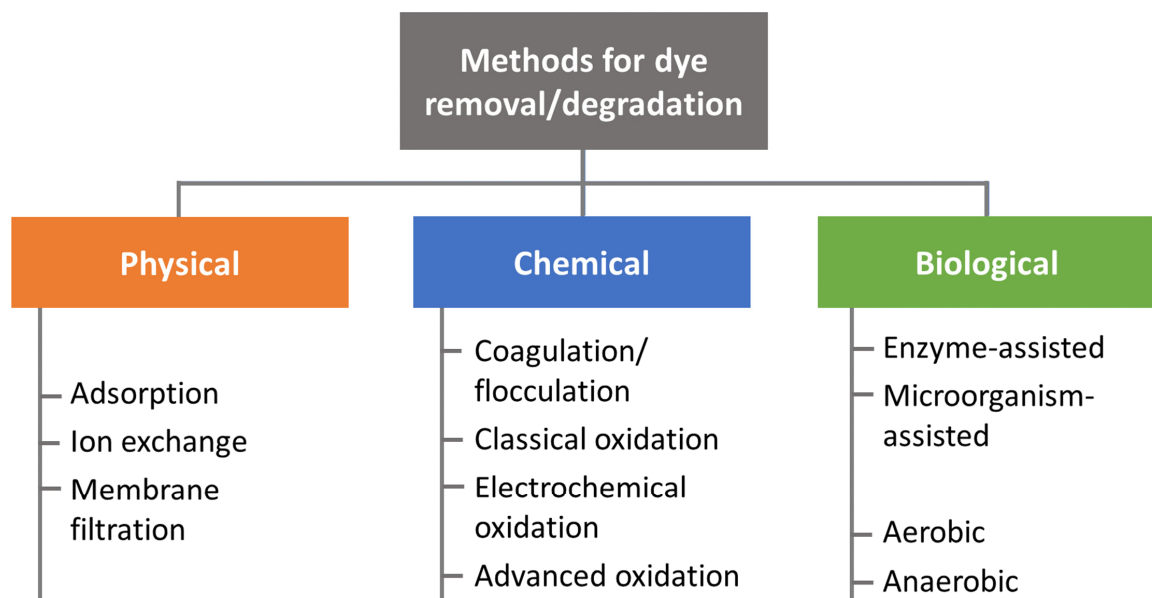 Methods for dye
removal/degradation
Physical
Adsorption
Ion exchange
Membrane
filtration
Chemical
Coagulation/
flocculation
Classical oxidation
Electrochemical
oxidation
Advanced oxidation
Biological
Enzyme-assisted
Microorganism-
assisted
Aerobic
Anaerobic